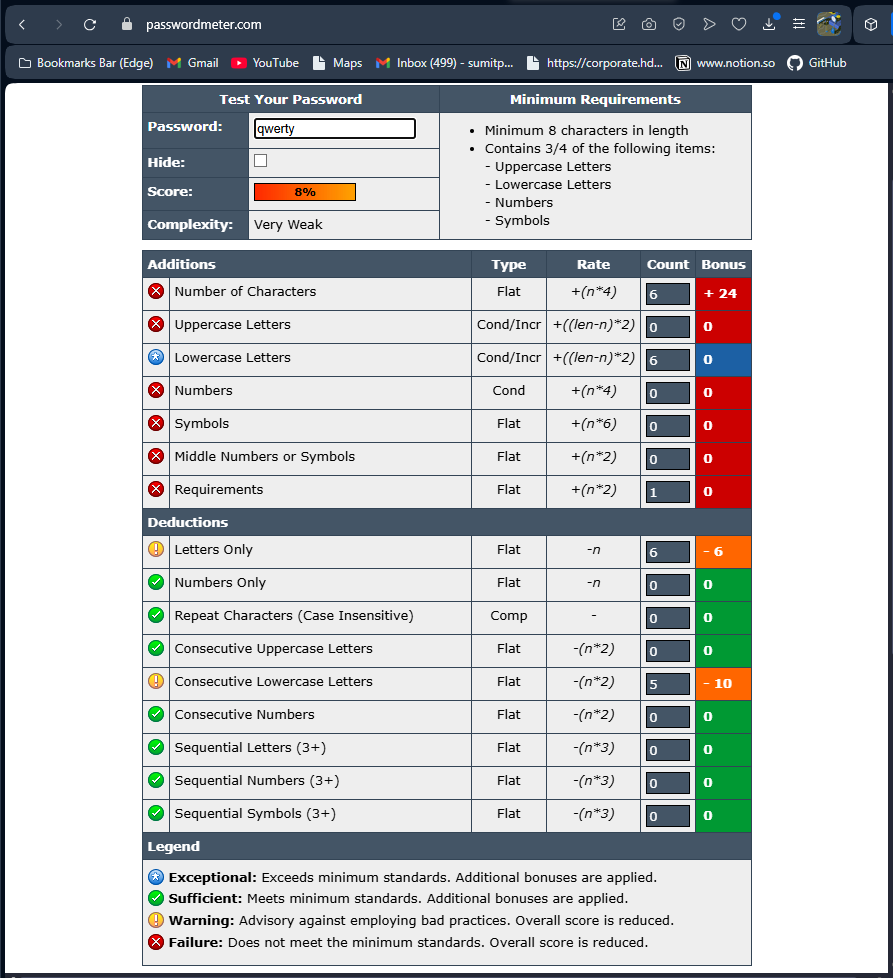 passwordmeter.com
Bookmarks Bar (Edge) Gmail YouTube Maps Inbox (499) - sumitp... https://corporate.hd... www.notion.so GitHub
Test Your Password Minimum Requirements
Password: qwerty
Hide:
Score: 8%
Complexity: Very Weak
• Minimum 8 characters in length
• Contains 3/4 of the following items:
- Uppercase Letters
- Lowercase Letters
- Numbers
- Symbols
Additions Type Rate Count Bonus
Number of Characters Flat +(n*4) 6 + 24
Uppercase Letters Cond/Incr +((len-n)*2) 0 0
Lowercase Letters Cond/Incr +((len-n)*2) 6 0
Numbers Cond +(n*4) 0 0
Symbols Flat +(n*6) 0 0
Middle Numbers or Symbols Flat +(n*2) 0 0
Requirements Flat +(n*2) 1 0
Deductions
Letters Only Flat -n 6 - 6
Numbers Only Flat -n 0 0
Repeat Characters (Case Insensitive) Comp - 0 0
Consecutive Uppercase Letters Flat -(n*2) 0 0
Consecutive Lowercase Letters Flat -(n*2) 5 - 10
Consecutive Numbers Flat -(n*2) 0 0
Sequential Letters (3+) Flat -(n*3) 0 0
Sequential Numbers (3+) Flat -(n*3) 0 0
Sequential Symbols (3+) Flat -(n*3) 0 0
Legend
Exceptional: Exceeds minimum standards. Additional bonuses are applied.
Sufficient: Meets minimum standards. Additional bonuses are applied.
Warning: Advisory against employing bad practices. Overall score is reduced.
Failure: Does not meet the minimum standards. Overall score is reduced.